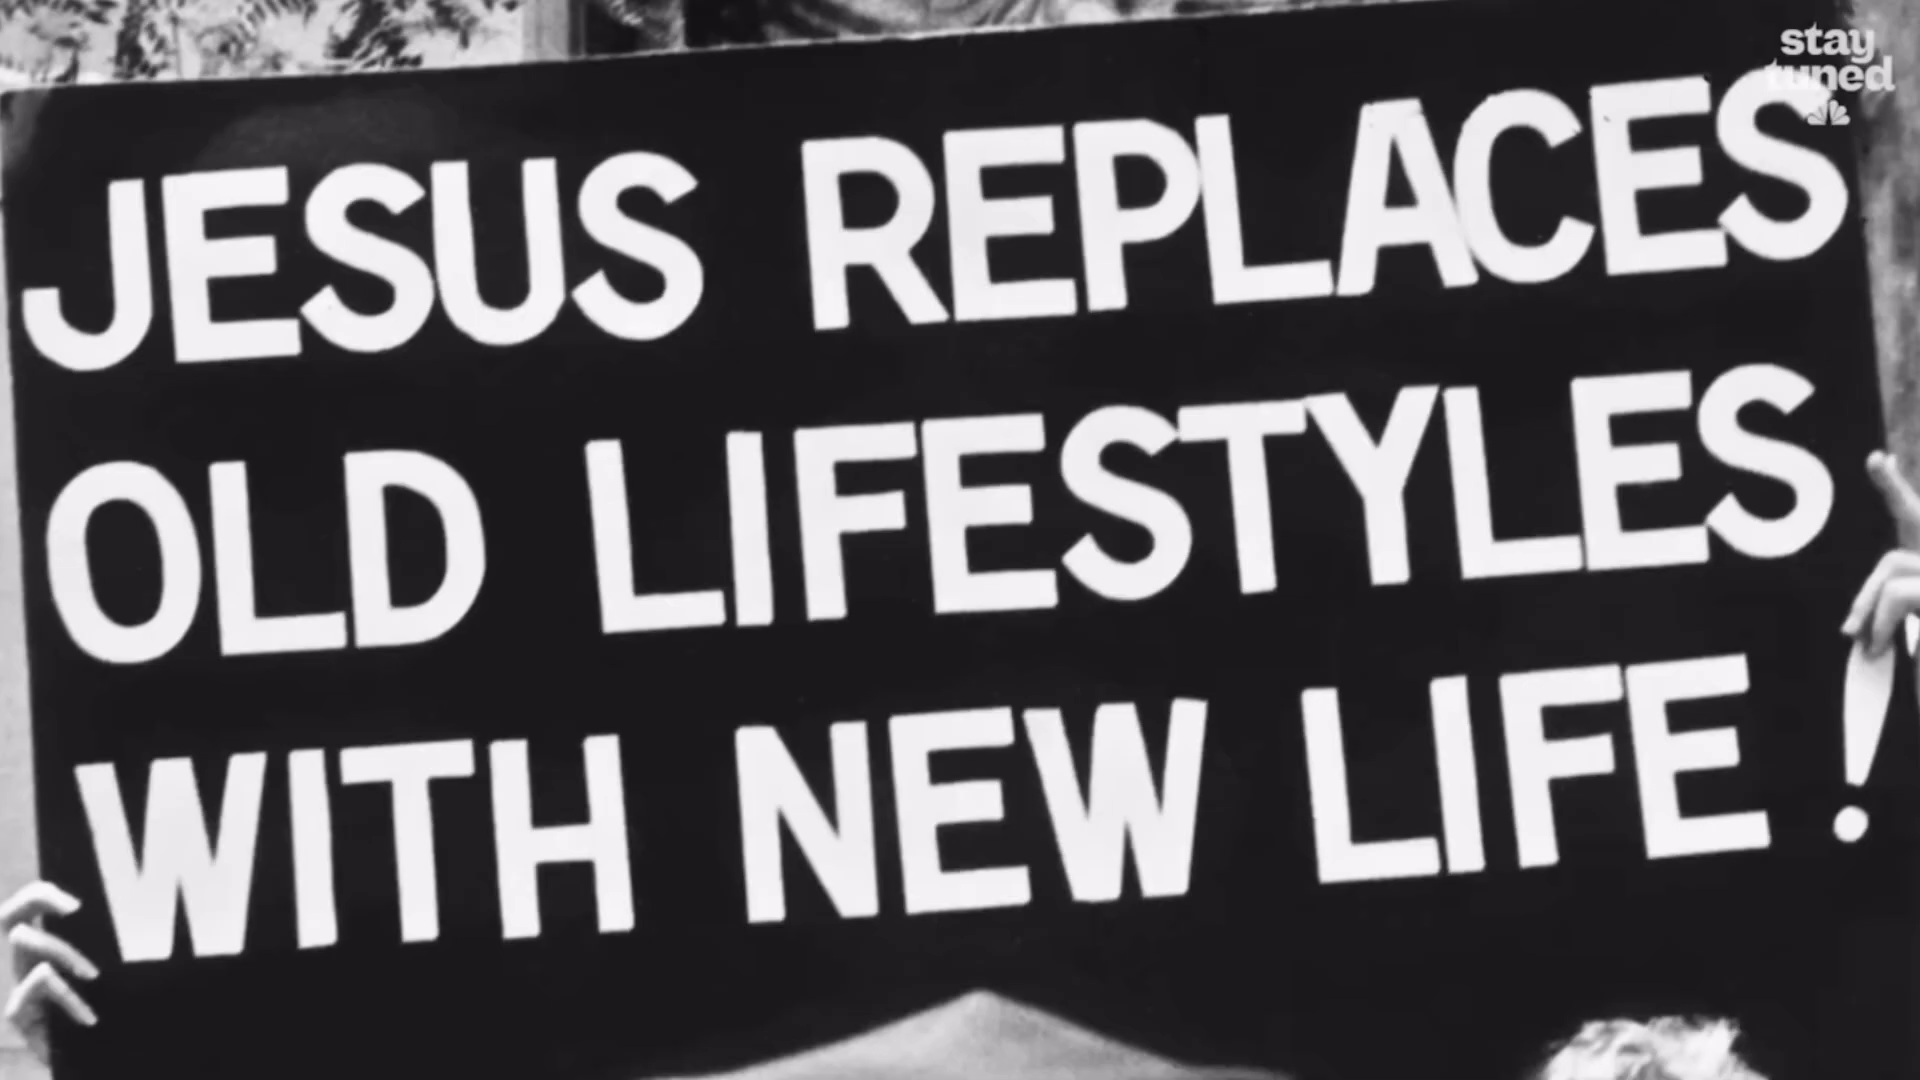 stay
tuned
JESUS REPLACES
OLD LIFESTYLES
WITH NEW LIFE!